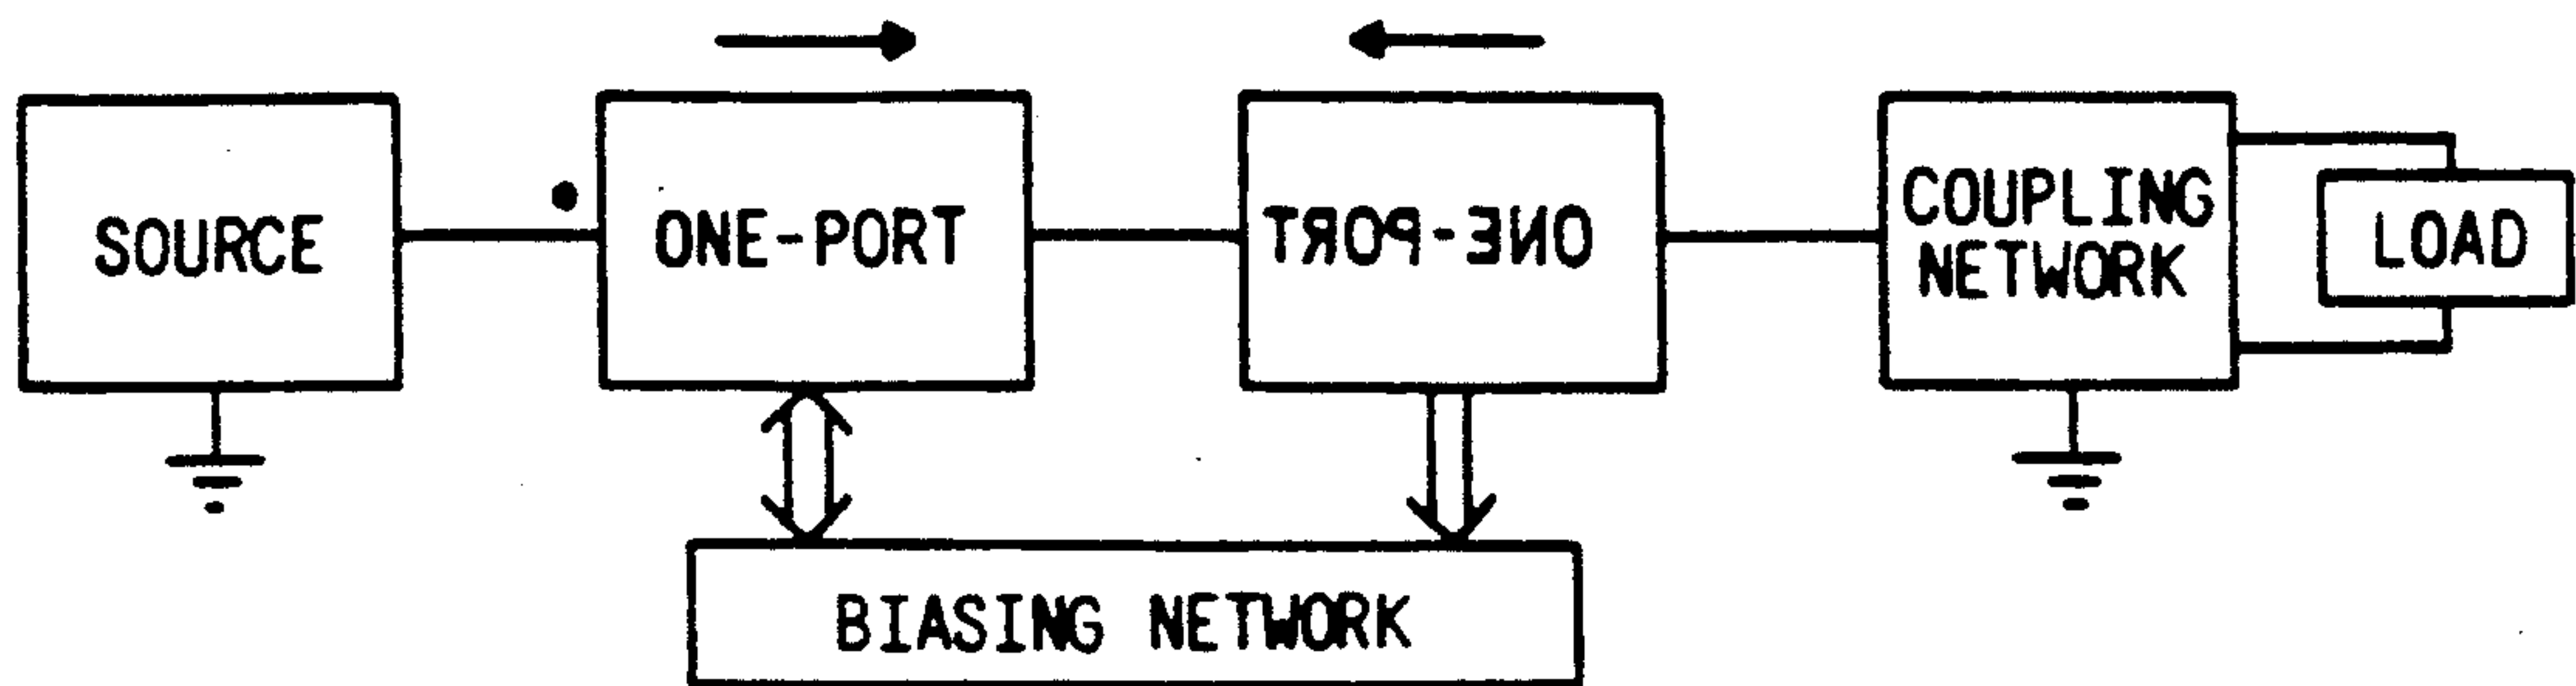 SOURCE
ONE-PORT
ONE-PORT
COUPLING
NETWORK
LOAD
BIASING NETWORK